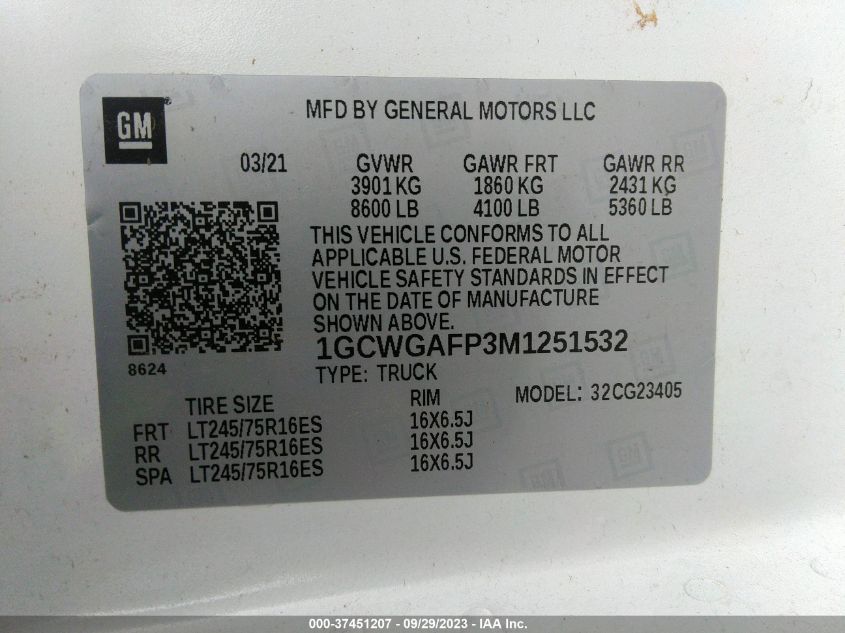 GM
MFD BY GENERAL MOTORS LLC
03/21 GVWR GAWR FRT GAWR RR
3901 KG 1860 KG 2431 KG
8600 LB 4100 LB 5360 LB
THIS VEHICLE CONFORMS TO ALL
APPLICABLE U.S. FEDERAL MOTOR
VEHICLE SAFETY STANDARDS IN EFFECT
ON THE DATE OF MANUFACTURE
SHOWN ABOVE.
1GCWGAFP3M1251532
8624
TYPE: TRUCK
TIRE SIZE RIM MODEL: 32CG23405
FRT LT245/75R16ES 16X6.5J
RR LT245/75R16ES 16X6.5J
SPA LT245/75R16ES 16X6.5J
000-37451207 - 09/29/2023 - IAA Inc.